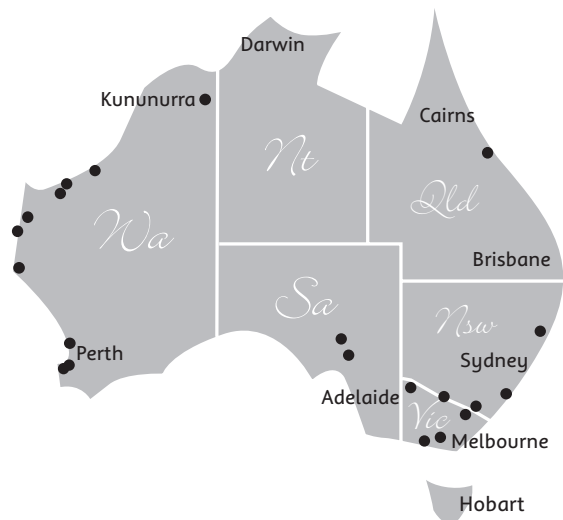 Darwin
Kununurra
Cairns
Nt
Qld
Wa
Brisbane
Sa
Nsw
Perth
Sydney
Adelaide
Vic
Melbourne
Hobart